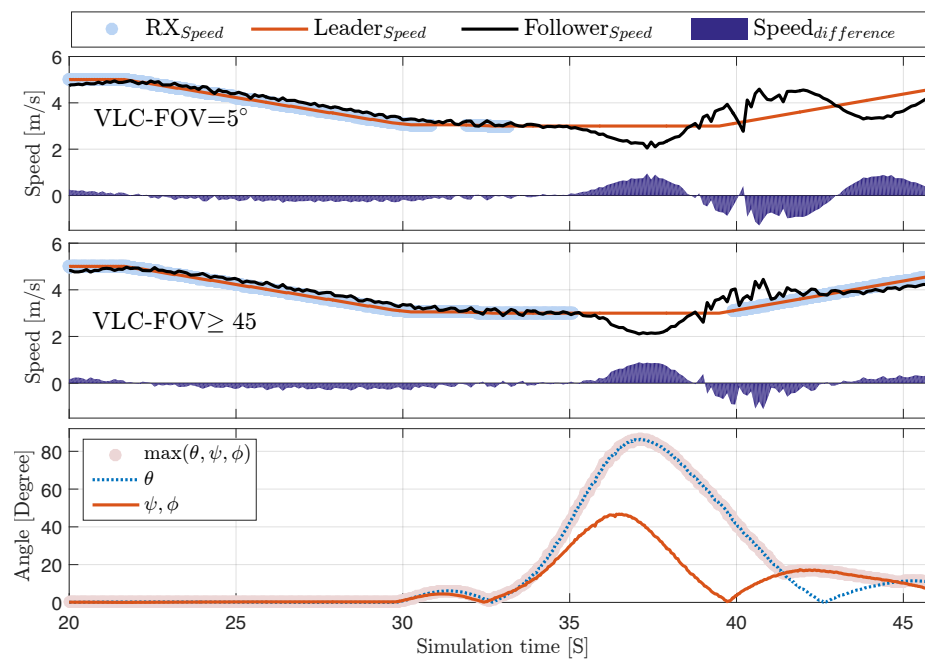 RX_Speed Leader_Speed Follower_Speed Speed_difference
6
4
2
0
Speed [m/s]
VLC-FOV=5°
6
4
2
0
Speed [m/s]
VLC-FOV≥ 45
80
60
40
20
0
Angle [Degree]
max(θ, ψ, φ)
θ
ψ, φ
20 25 30 35 40 45
Simulation time [S]